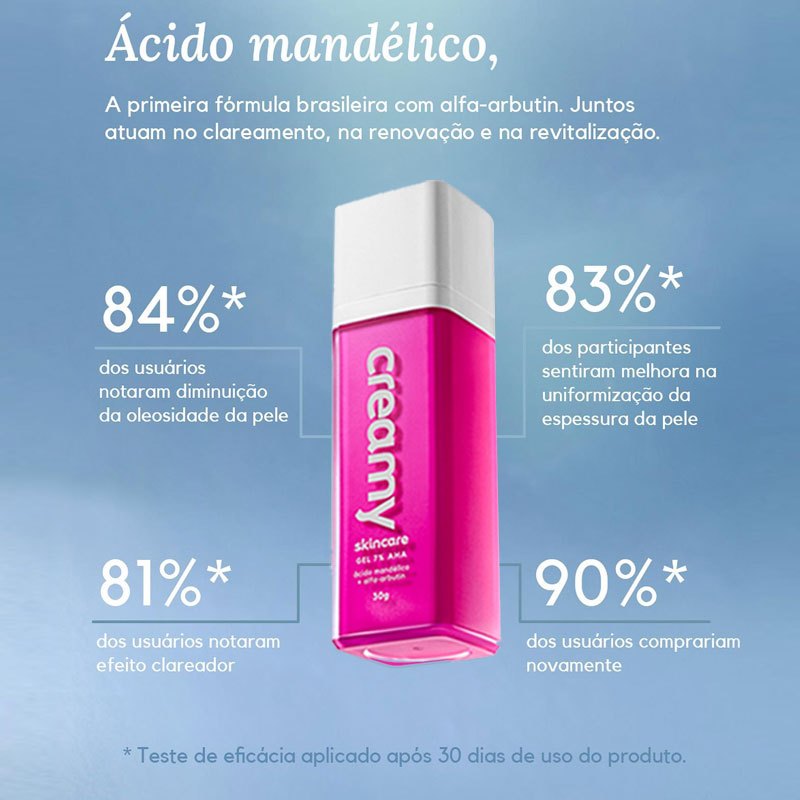 Ácido mandélico,
A primeira fórmula brasileira com alfa-arbutin. Juntos
atuam no clareamento, na renovação e na revitalização.
84%*
dos usuários
notaram diminuição
da oleosidade da pele
83%*
dos participantes
sentiram melhora na
uniformização da
espessura da pele
creamy
skincare
GEL 7% AHA
ácido mandélico
+ alfa-arbutin
30g
81%*
dos usuários notaram
efeito clareador
90%*
dos usuários comprariam
novamente
* Teste de eficácia aplicado após 30 dias de uso do produto.